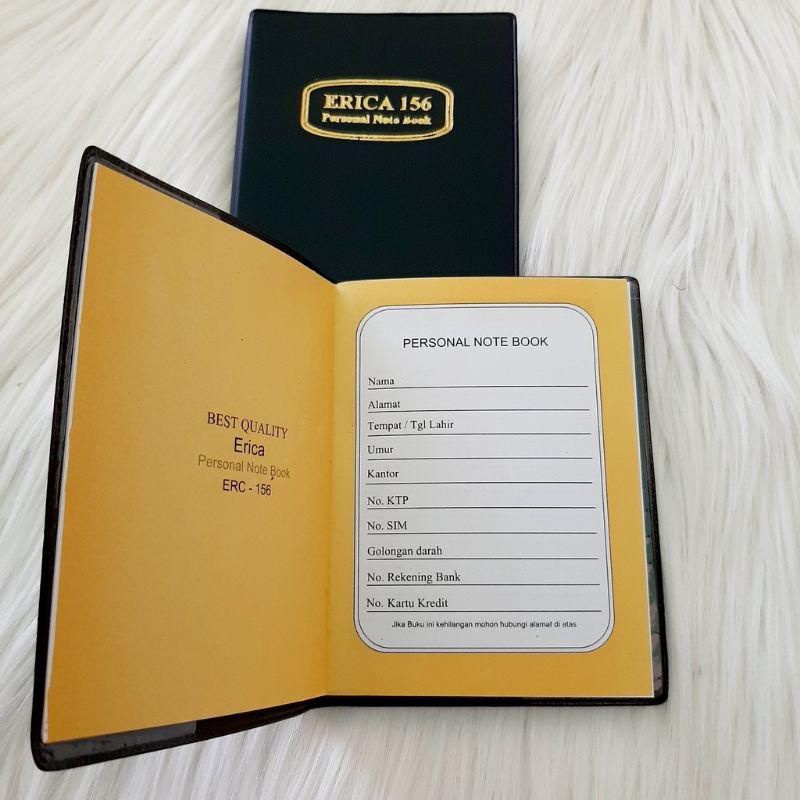 ERICA 156
Personal Note Book
BEST QUALITY
Erica
Personal Note Book
ERC - 156
PERSONAL NOTE BOOK
Nama
Alamat
Tempat / Tgl Lahir
Umur
Kantor
No. KTP
No. SIM
Golongan darah
No. Rekening Bank
No. Kartu Kredit
Jika Buku ini kehilangan mohon hubungi alamat di atas